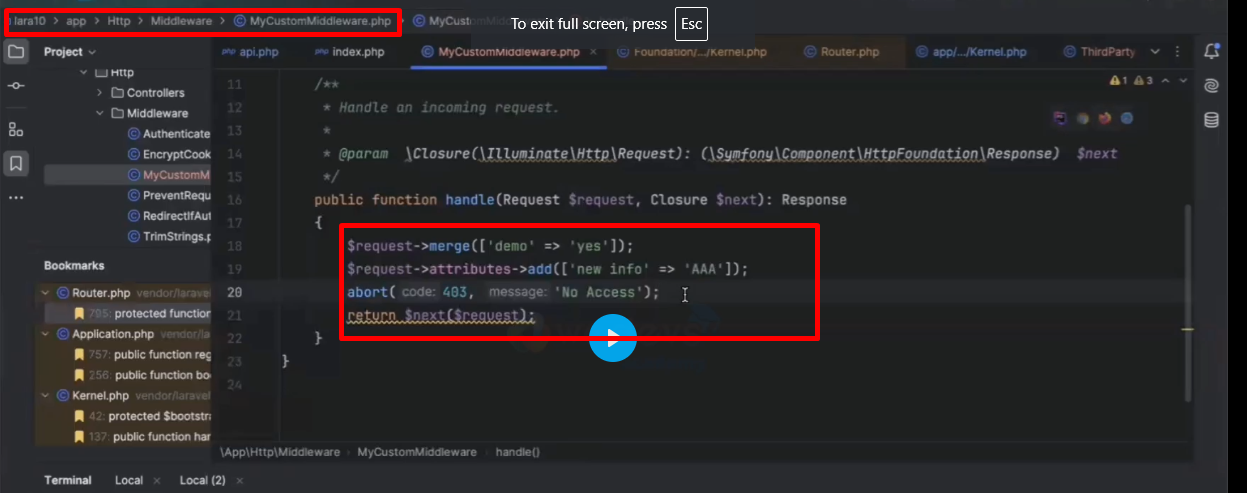 lara10 > app > Http > Middleware > MyCustomMiddleware.php > MyCustom
To exit full screen, press Esc
Project
api.php index.php MyCustomMiddleware.php × Foundation/.../Kernel.php Router.php app/.../Kernel.php ThirdParty
Http
Controllers
Middleware
Authenticate
EncryptCook
MyCustomM
PreventRequ
RedirectIfAut
TrimStrings.p
Bookmarks
Router.php vendor/laravel
795: protected function
Application.php vendor/la
757: public function reg
256: public function bo
Kernel.php vendor/laravel
42: protected $bootstra
137: public function han
1 3
11 /**
12 * Handle an incoming request.
13 *
14 * @param \Closure(\Illuminate\Http\Request): (\Symfony\Component\HttpFoundation\Response) $next
15 */
16 public function handle(Request $request, Closure $next): Response
17 {
18 $request->merge(['demo' => 'yes']);
19 $request->attributes->add(['new info' => 'AAA']);
20 abort( code: 403, message: 'No Access');
21 return $next($request);
22 }
23 }
24
\App\Http\Middleware > MyCustomMiddleware > handle()
Terminal Local × Local (2) ×